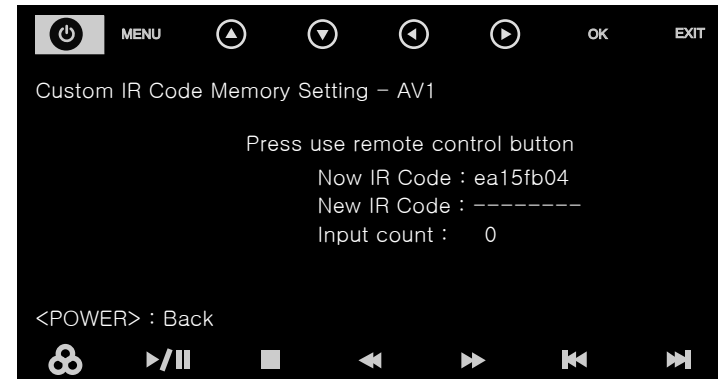 MENU OK EXIT
Custom IR Code Memory Setting - AV1
Press use remote control button
Now IR Code : ea15fb04
New IR Code : --------
Input count : 0
<POWER> : Back